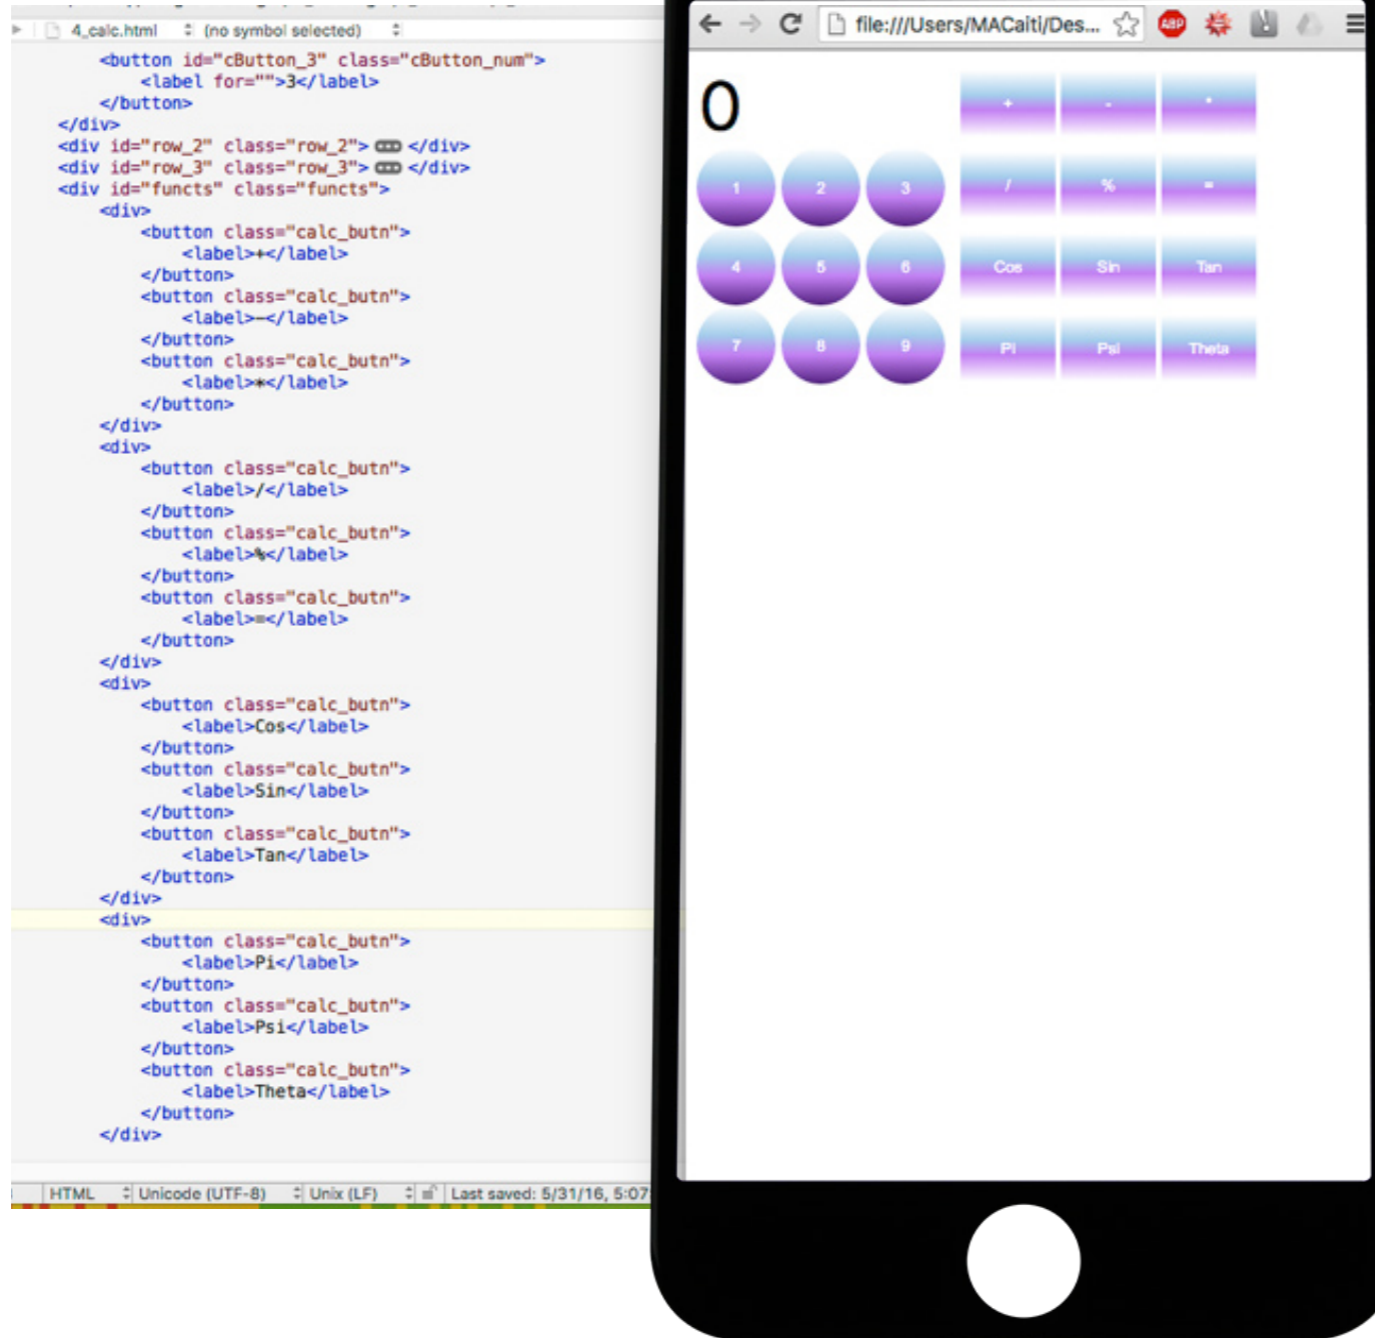 4_calc.html (no symbol selected)
<button id="cButton_3" class="cButton_num">
<label for="">3</label>
</button>
</div>
<div id="row_2" class="row_2"> </div>
<div id="row_3" class="row_3"> </div>
<div id="functs" class="functs">
<div>
<button class="calc_butn">
<label>+</label>
</button>
<button class="calc_butn">
<label>-</label>
</button>
<button class="calc_butn">
<label>*</label>
</button>
</div>
<div>
<button class="calc_butn">
<label>/</label>
</button>
<button class="calc_butn">
<label>%</label>
</button>
<button class="calc_butn">
<label>=</label>
</button>
</div>
<div>
<button class="calc_butn">
<label>Cos</label>
</button>
<button class="calc_butn">
<label>Sin</label>
</button>
<button class="calc_butn">
<label>Tan</label>
</button>
</div>
<div>
<button class="calc_butn">
<label>Pi</label>
</button>
<button class="calc_butn">
<label>Psi</label>
</button>
<button class="calc_butn">
<label>Theta</label>
</button>
</div>
HTML Unicode (UTF-8) Unix (LF) Last saved: 5/31/16, 5:07
file:///Users/MACaiti/Des... ABP
0 + - *
1 2 3 / % =
4 5 6 Cos Sin Tan
7 8 9 Pi Psi Theta